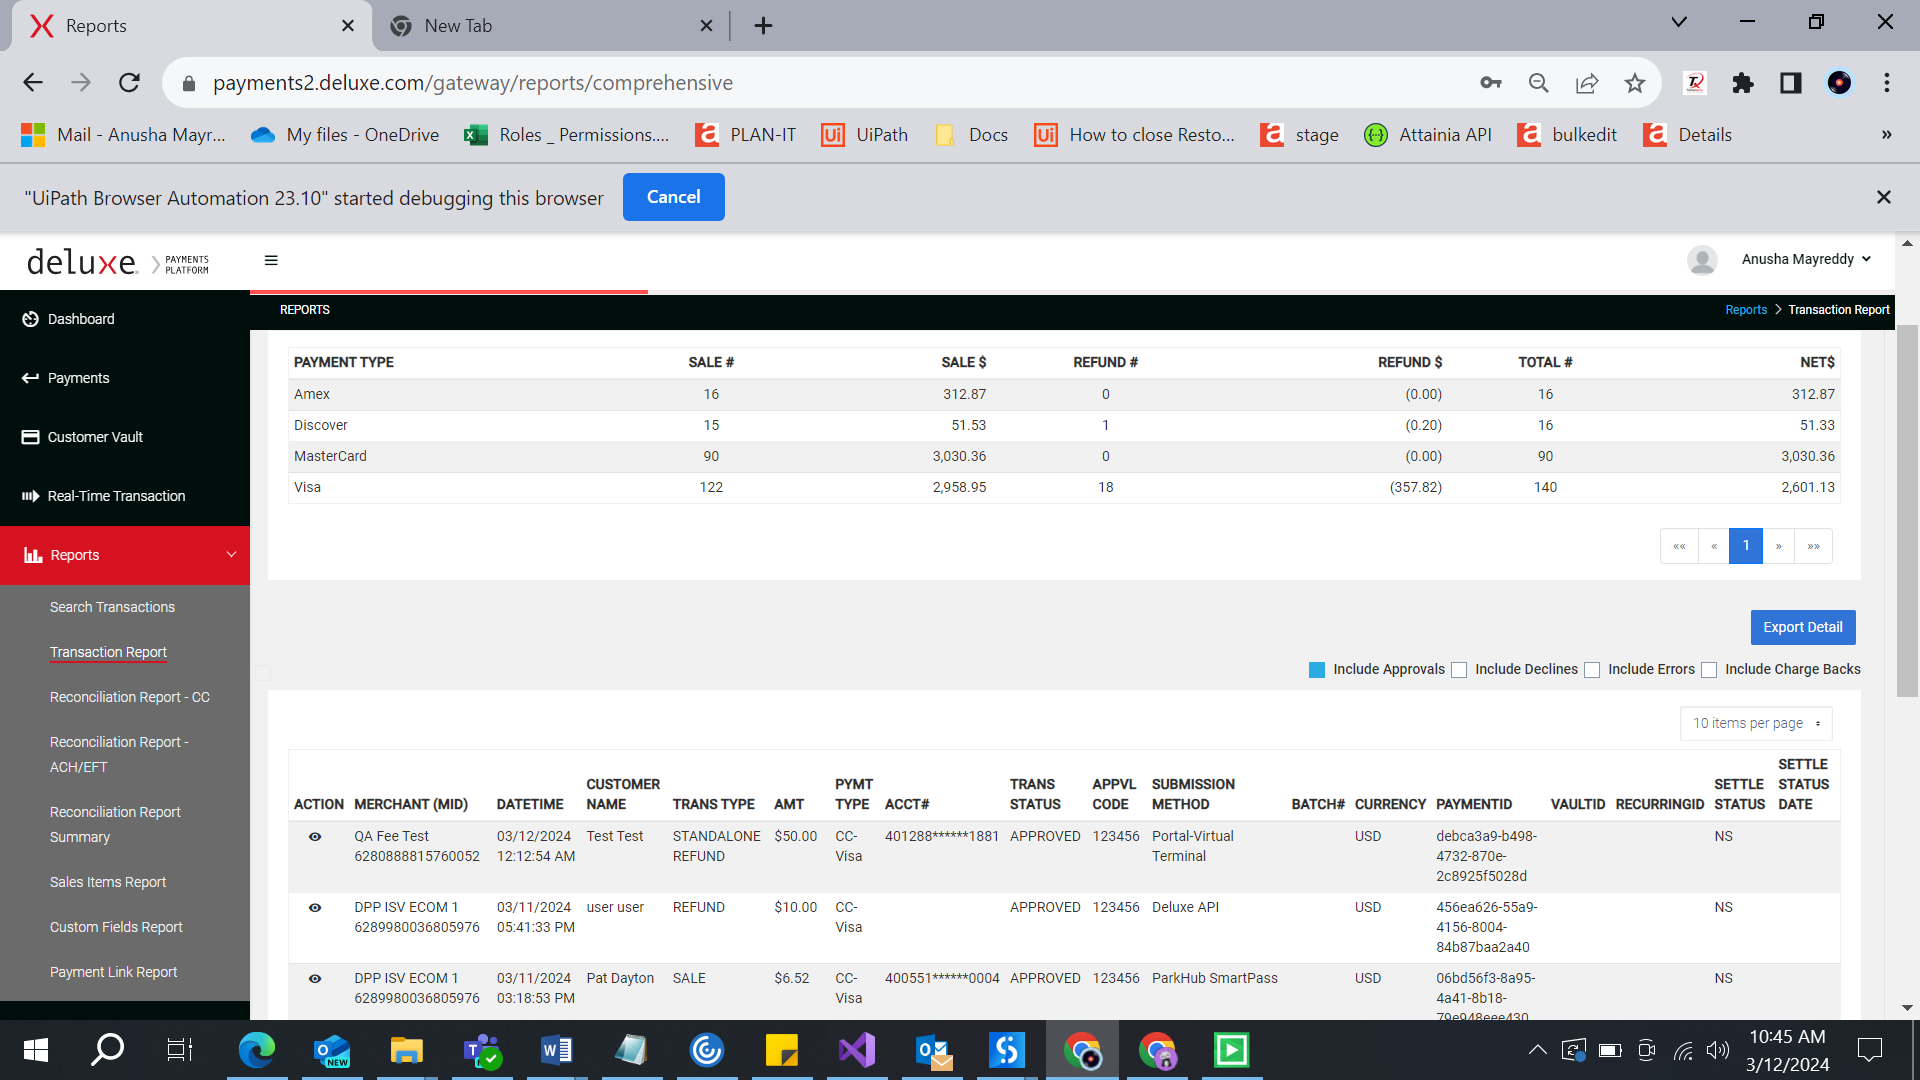 Reports
New Tab
payments2.deluxe.com/gateway/reports/comprehensive
Mail - Anusha Mayr...
My files - OneDrive
Roles _ Permissions....
PLAN-IT
UiPath
Docs
How to close Resto...
stage
Attainia API
bulkedit
Details
»
"UiPath Browser Automation 23.10" started debugging this browser
Cancel
deluxe. PAYMENTS PLATFORM
Anusha Mayreddy
REPORTS
Reports > Transaction Report
Dashboard
Payments
Customer Vault
Real-Time Transaction
Reports
Search Transactions
Transaction Report
Reconciliation Report - CC
Reconciliation Report -
ACH/EFT
Reconciliation Report
Summary
Sales Items Report
Custom Fields Report
Payment Link Report
PAYMENT TYPE SALE # SALE $ REFUND # REFUND $ TOTAL # NET$
Amex 16 312.87 0 (0.00) 16 312.87
Discover 15 51.53 1 (0.20) 16 51.33
MasterCard 90 3,030.36 0 (0.00) 90 3,030.36
Visa 122 2,958.95 18 (357.82) 140 2,601.13
«« « 1 » »»
Export Detail
Include Approvals Include Declines Include Errors Include Charge Backs
10 items per page
ACTION MERCHANT (MID) DATETIME CUSTOMER NAME TRANS TYPE AMT PYMT TYPE ACCT# TRANS STATUS APPVL CODE SUBMISSION METHOD BATCH# CURRENCY PAYMENTID VAULTID RECURRINGID SETTLE STATUS SETTLE STATUS DATE
QA Fee Test 03/12/2024 Test Test STANDALONE $50.00 CC- 401288******1881 APPROVED 123456 Portal-Virtual USD debca3a9-b498- NS
6280888815760052 12:12:54 AM REFUND Visa Terminal 4732-870e-
2c8925f5028d
DPP ISV ECOM 1 03/11/2024 user user REFUND $10.00 CC- APPROVED 123456 Deluxe API USD 456ea626-55a9- NS
6289980036805976 05:41:33 PM Visa 4156-8004-
84b87baa2a40
DPP ISV ECOM 1 03/11/2024 Pat Dayton SALE $6.52 CC- 400551******0004 APPROVED 123456 ParkHub SmartPass USD 06bd56f3-8a95- NS
6289980036805976 03:18:53 PM Visa 4a41-8b18-
79e948eee430
10:45 AM
3/12/2024